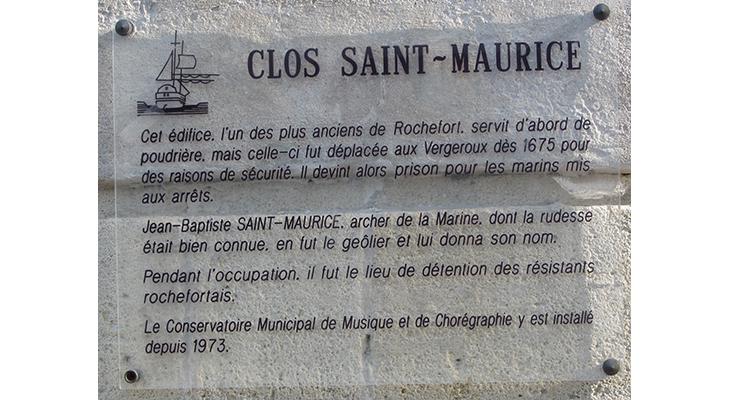 CLOS SAINT~MAURICE
Cet édifice, l'un des plus anciens de Rochefort, servit d'abord de
poudrière, mais celle-ci fut déplacée aux Vergeroux dès 1675 pour
des raisons de sécurité. Il devint alors prison pour les marins mis
aux arrêts.
Jean-Baptiste SAINT-MAURICE, archer de la Marine, dont la rudesse
était bien connue, en fut le geôlier et lui donna son nom.
Pendant l'occupation, il fut le lieu de détention des résistants
rochefortais.
Le Conservatoire Municipal de Musique et de Chorégraphie y est installé
depuis 1973.